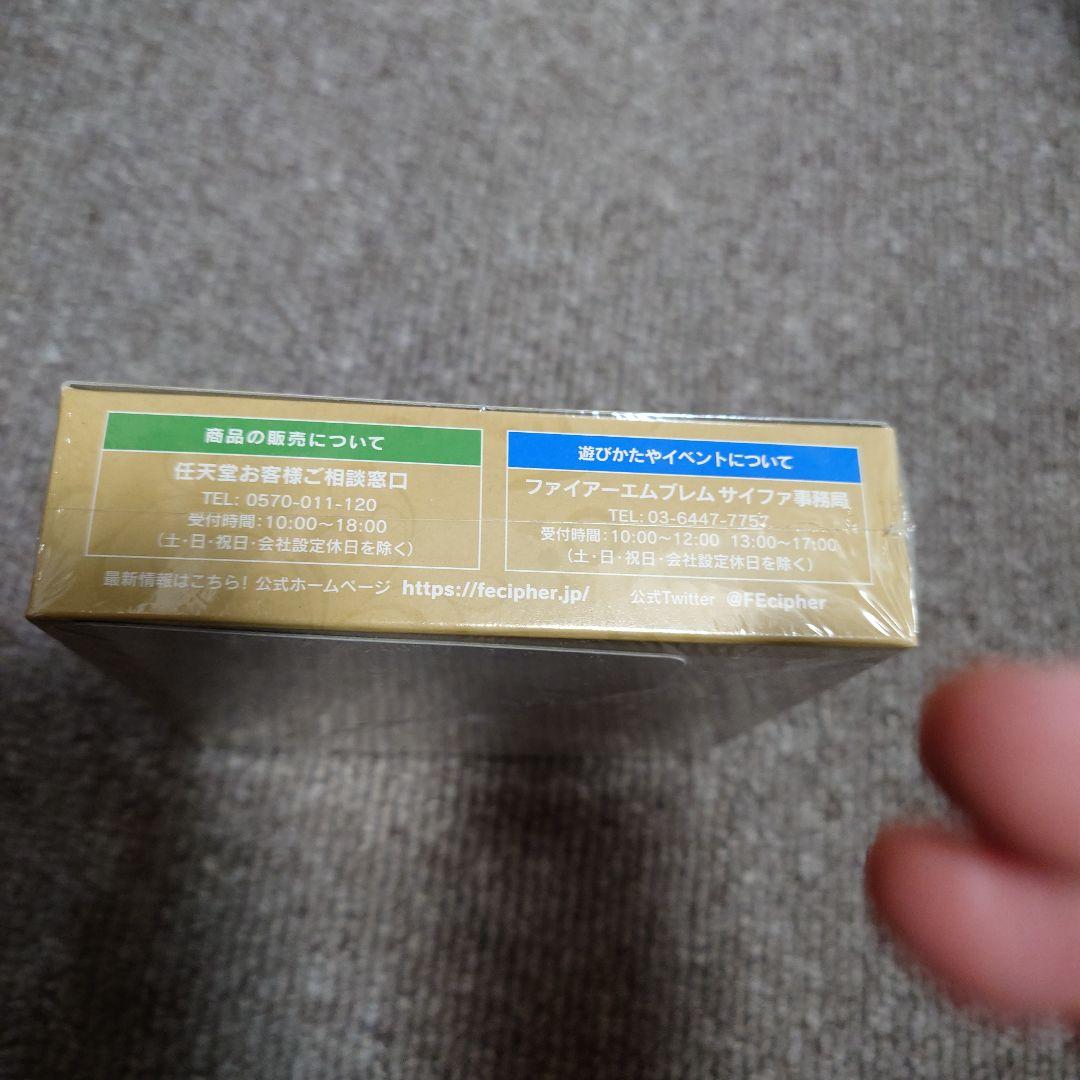 商品の販売について
任天堂お客様ご相談窓口
TEL: 0570-011-120
受付時間：10:00～18:00
（土・日・祝日・会社設定休日を除く）
遊びかたやイベントについて
ファイアーエムブレム サイファ事務局
TEL: 03-6447-7757
受付時間：10:00～12:00 13:00～17:00
（土・日・祝日・会社設定休日を除く）
最新情報はこちら! 公式ホームページ https://fecipher.jp/ 公式Twitter @FEcipher